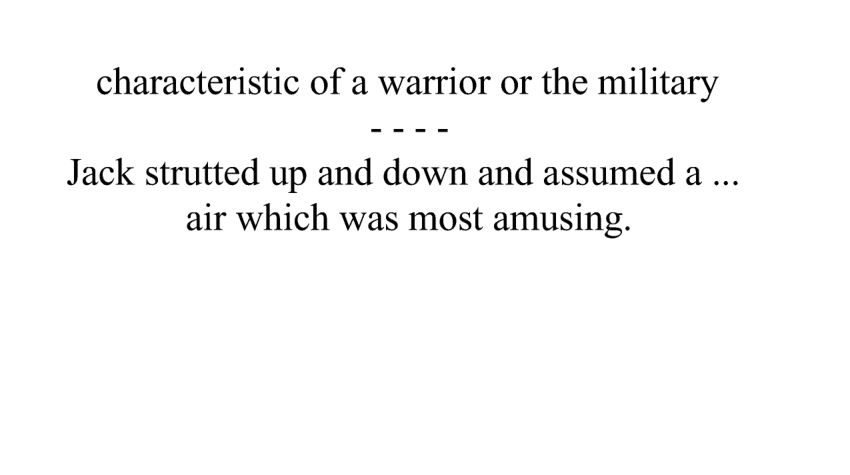 characteristic of a warrior or the military
- - - -
Jack strutted up and down and assumed a ...
air which was most amusing.